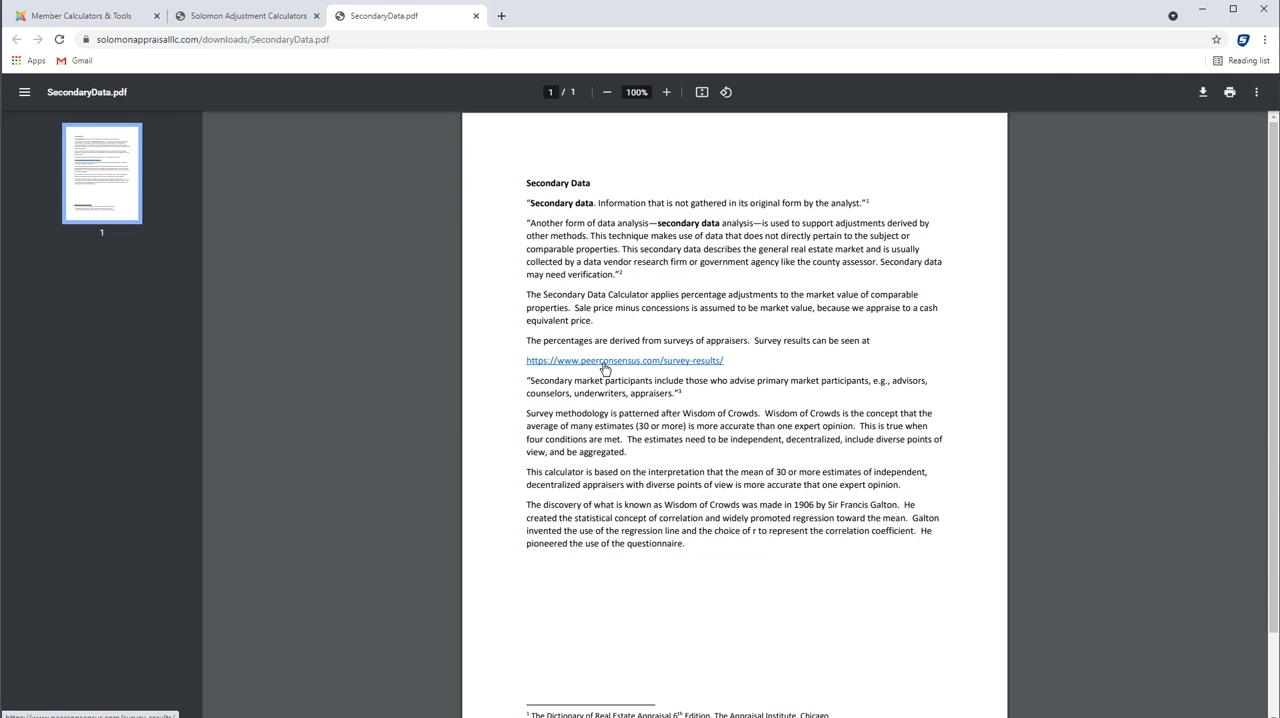 Member Calculators & Tools
Solomon Adjustment Calculators
SecondaryData.pdf
solomonappraisalllc.com/downloads/SecondaryData.pdf
Apps
Gmail
Reading list
SecondaryData.pdf
1 / 1
100%
1
Secondary Data
“Secondary data. Information that is not gathered in its original form by the analyst.”1
“Another form of data analysis—secondary data analysis—is used to support adjustments derived by
other methods. This technique makes use of data that does not directly pertain to the subject or
comparable properties. This secondary data describes the general real estate market and is usually
collected by a data vendor research firm or government agency like the county assessor. Secondary data
may need verification.”2
The Secondary Data Calculator applies percentage adjustments to the market value of comparable
properties. Sale price minus concessions is assumed to be market value, because we appraise to a cash
equivalent price.
The percentages are derived from surveys of appraisers. Survey results can be seen at
https://www.peerconsensus.com/survey-results/
“Secondary market participants include those who advise primary market participants, e.g., advisors,
counselors, underwriters, appraisers.”3
Survey methodology is patterned after Wisdom of Crowds. Wisdom of Crowds is the concept that the
average of many estimates (30 or more) is more accurate than one expert opinion. This is true when
four conditions are met. The estimates need to be independent, decentralized, include diverse points of
view, and be aggregated.
This calculator is based on the interpretation that the mean of 30 or more estimates of independent,
decentralized appraisers with diverse points of view is more accurate that one expert opinion.
The discovery of what is known as Wisdom of Crowds was made in 1906 by Sir Francis Galton. He
created the statistical concept of correlation and widely promoted regression toward the mean. Galton
invented the use of the regression line and the choice of r to represent the correlation coefficient. He
pioneered the use of the questionnaire.
1 The Dictionary of Real Estate Appraisal 6th Edition, The Appraisal Institute, Chicago
https://www.peerconsensus.com/survey-results/